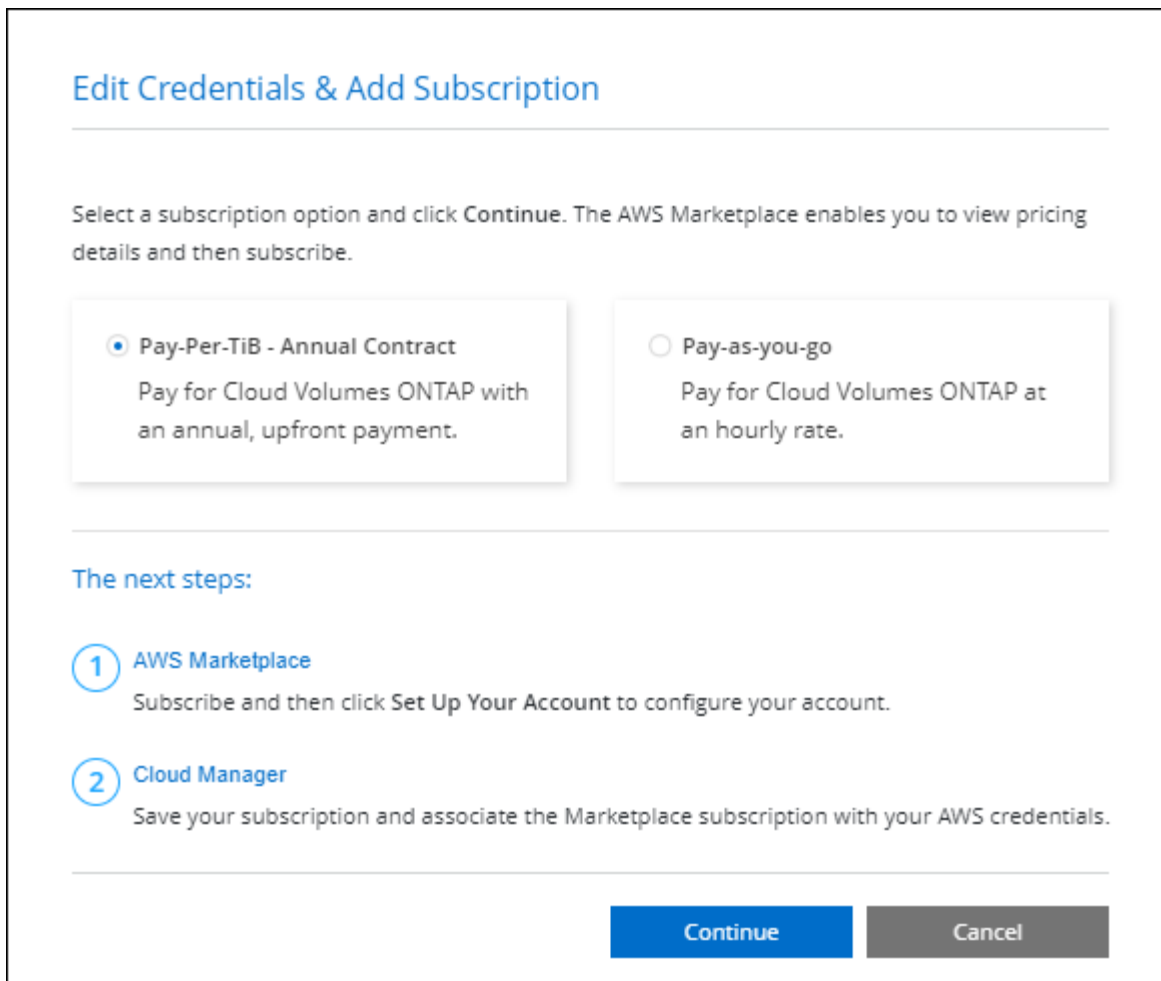 Edit Credentials & Add Subscription
Select a subscription option and click Continue. The AWS Marketplace enables you to view pricing
details and then subscribe.
Pay-Per-TiB - Annual Contract
Pay for Cloud Volumes ONTAP with
an annual, upfront payment.
Pay-as-you-go
Pay for Cloud Volumes ONTAP at
an hourly rate.
The next steps:
1 AWS Marketplace
Subscribe and then click Set Up Your Account to configure your account.
2 Cloud Manager
Save your subscription and associate the Marketplace subscription with your AWS credentials.
Continue
Cancel